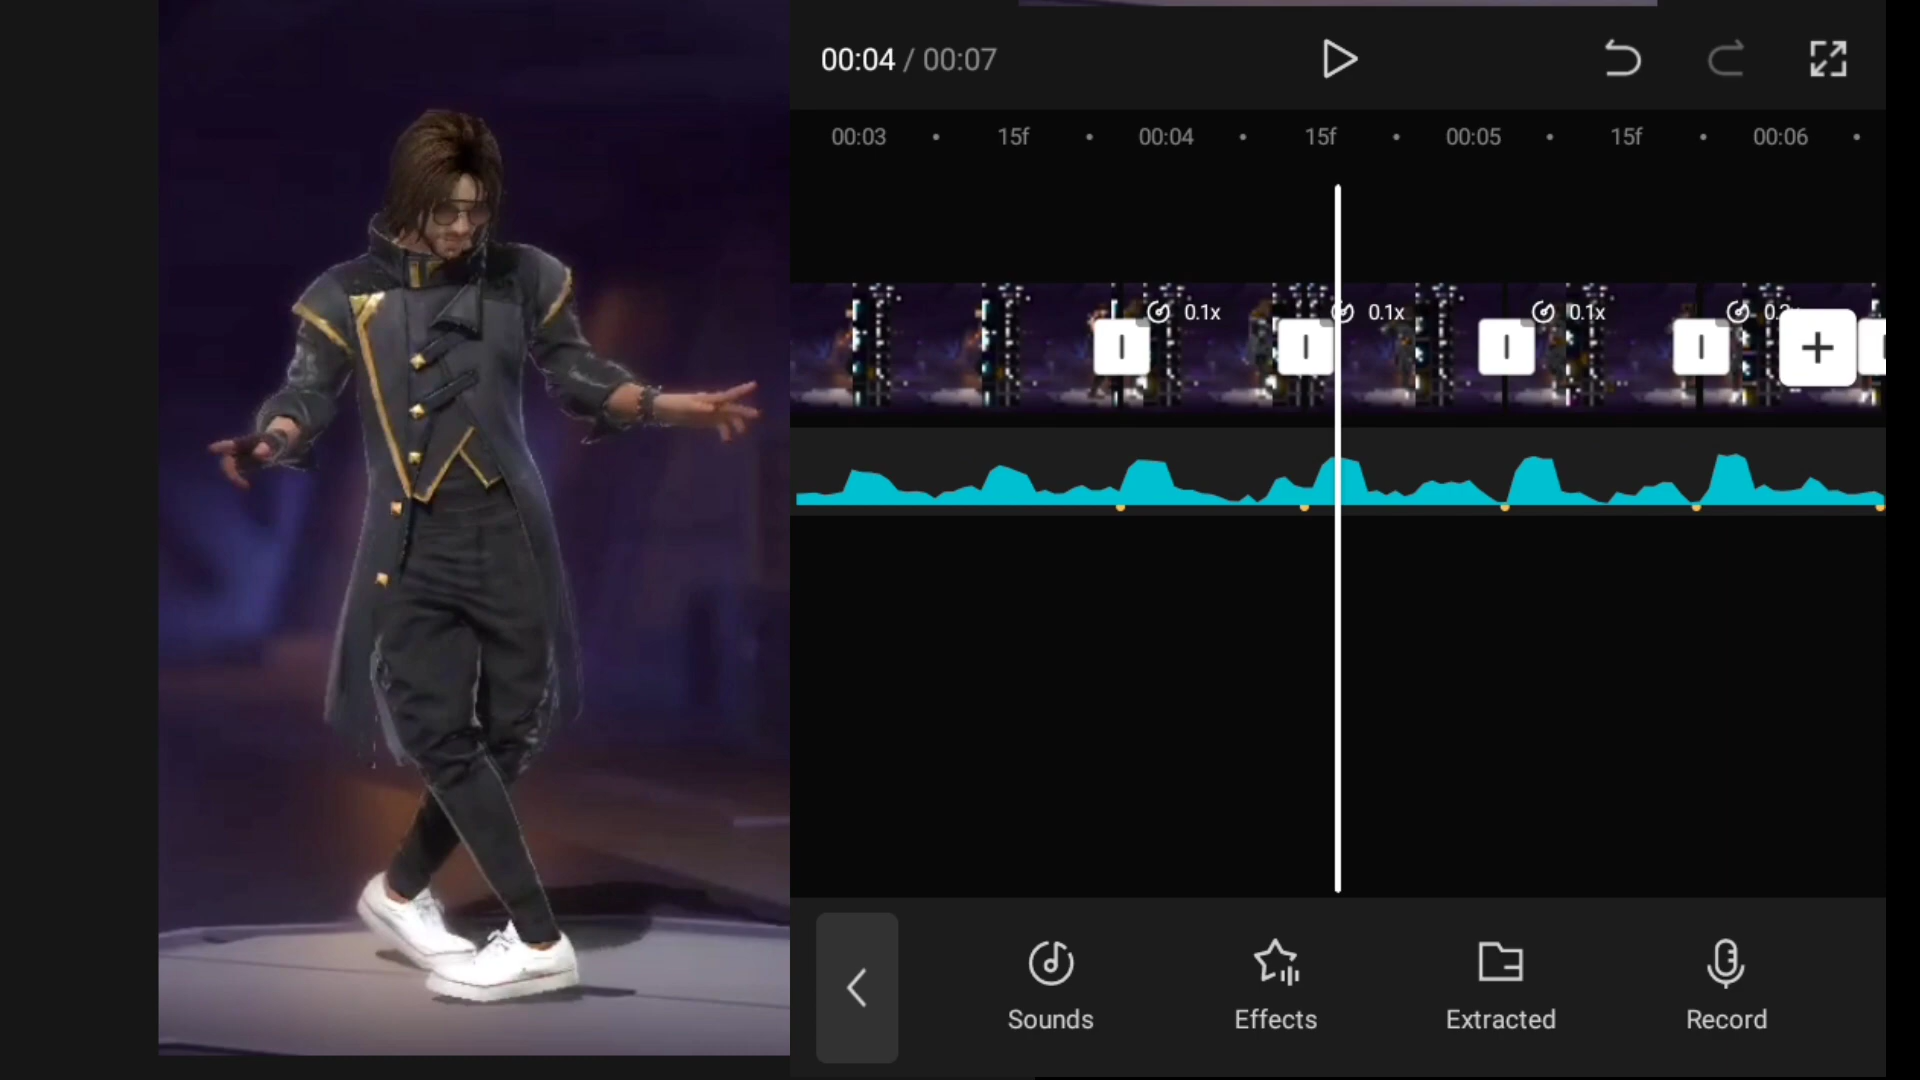 00:04 / 00:07
00:03 15f 00:04 15f 00:05 15f 00:06
0.1x 0.1x 0.1x
Sounds Effects Extracted Record